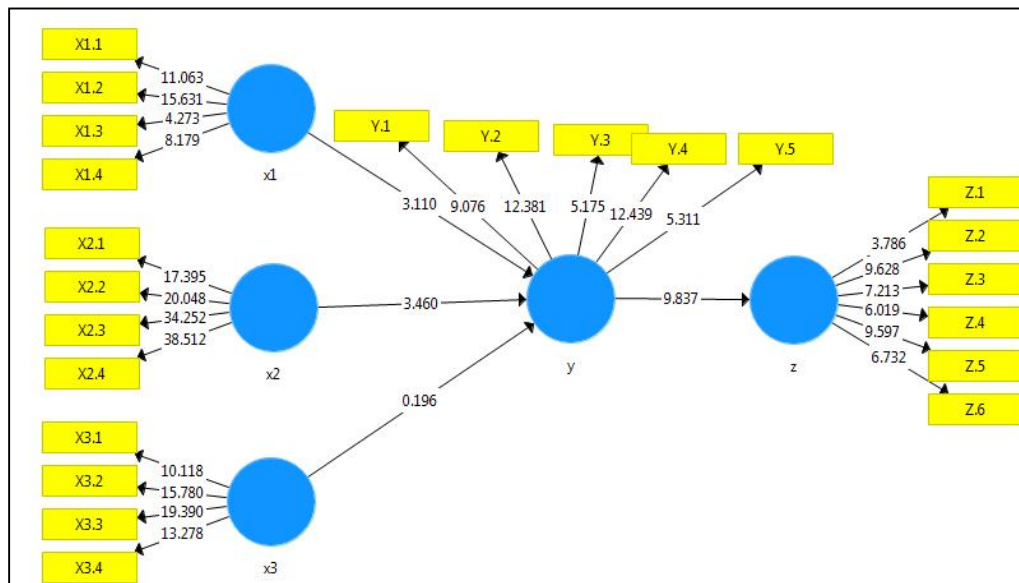 X1.1
X1.2
X1.3
X1.4
11.063
15.631
4.273
8.179
x1
X2.1
X2.2
X2.3
X2.4
17.395
20.048
34.252
38.512
x2
X3.1
X3.2
X3.3
X3.4
10.118
15.780
19.390
13.278
x3
3.110
3.460
0.196
Y.1
Y.2
Y.3
Y.4
Y.5
9.076
12.381
5.175
12.439
5.311
y
9.837
z
3.786
9.628
7.213
6.019
9.597
6.732
Z.1
Z.2
Z.3
Z.4
Z.5
Z.6